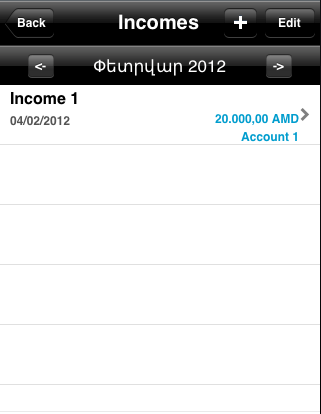 Back Incomes + Edit
<- Փետրվար 2012 ->
Income 1
04/02/2012 20.000,00 AMD
Account 1